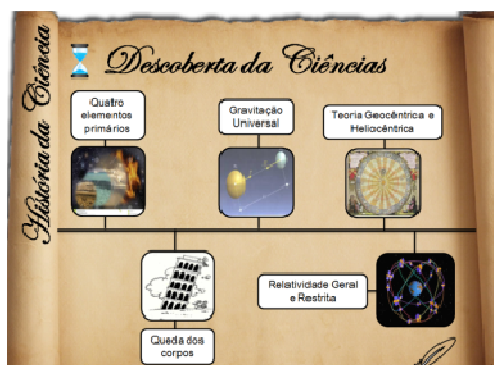 História da Ciência
Descoberta da Ciências
Quatro
elementos
primários
Gravitação
Universal
Teoria Geocêntrica e
Heliocêntrica
Queda dos
corpos
Relatividade Geral
e Restrita